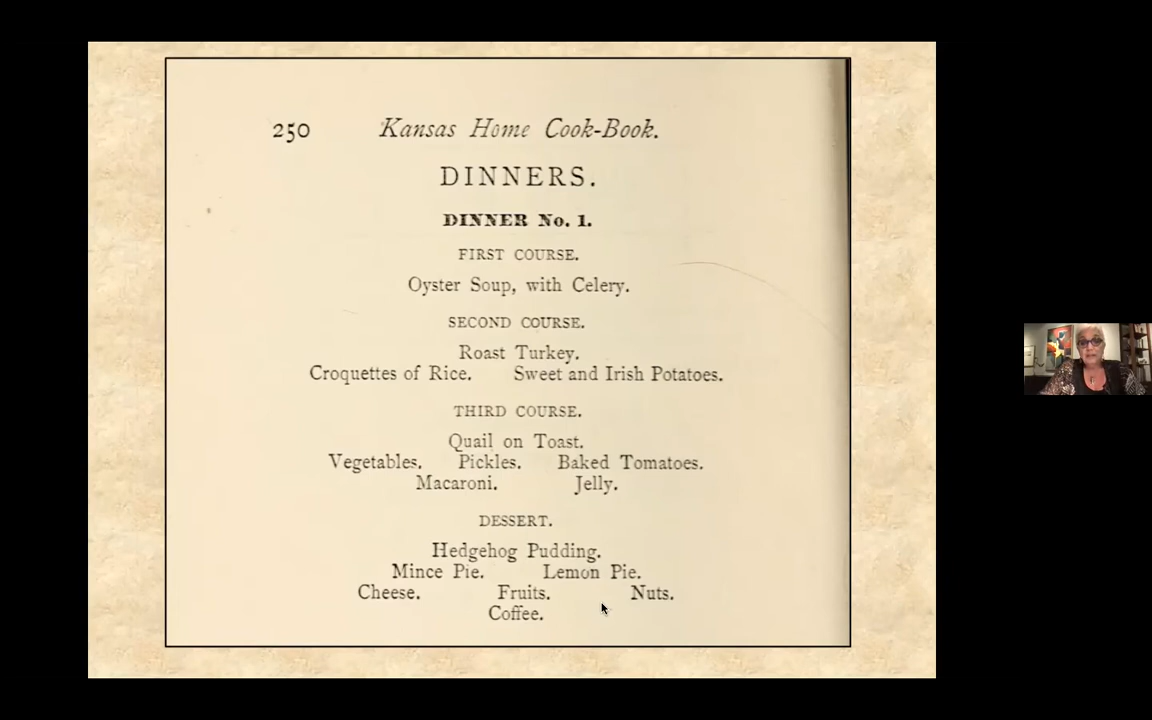 250 Kansas Home Cook-Book.
DINNERS.
DINNER No. 1.
FIRST COURSE.
Oyster Soup, with Celery.
SECOND COURSE.
Roast Turkey.
Croquettes of Rice. Sweet and Irish Potatoes.
THIRD COURSE.
Quail on Toast.
Vegetables. Pickles. Baked Tomatoes.
Macaroni. Jelly.
DESSERT.
Hedgehog Pudding.
Mince Pie. Lemon Pie.
Cheese. Fruits. Nuts.
Coffee.